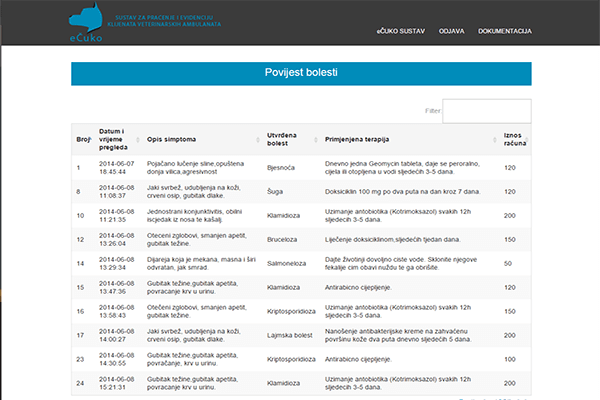 SUSTAV ZA PRAĆENJE I EVIDENCIJU
KLIJENATA VETERINARSKIH AMBULANATA
eČuko
eČUKO SUSTAV ODJAVA DOKUMENTACIJA
Povijest bolesti
Filter:
Broj Datum i vrijeme pregleda Opis simptoma Utvrđena bolest Primjenjena terapija Iznos računa
1 2014-06-07 Pojačano lučenje sline,opuštena Bjesnoća Dnevno jedna Geomycin tableta, daje se peroralno, 120
18:45:44 donja vilica,agresivnost cijela ili otopljena u vodi sljedećih 3-5 dana.
8 2014-06-08 Jaki svrbež, udubljenja na koži, Šuga Doksiciklin 100 mg po dva puta na dan kroz 7 dana. 120
11:08:37 crveni osip, gubitak dlake.
10 2014-06-08 Jednostrani konjunktivitis, obilni Klamidioza Uzimanje antobiotika (Kotrimoksazol) svakih 12h 200
11:21:35 iscjedak iz nosa te kašalj. sljedećih 3-5 dana.
12 2014-06-08 Otečeni zglobovi, smanjen apetit, Bruceloza Liječenje doksiciklinom,sljedećih tjedan dana. 150
13:26:04 gubitak težine.
14 2014-06-08 Dijareja koja je mekana, masna i širi Salmoneloza Dajte životinji dovoljno čiste vode. Sklonite njegove 50
13:29:34 odvratan, jak smrad. fekalije čim obavi nuždu te ga obrišite.
15 2014-06-08 Gubitak težine,gubitak apetita, Klamidioza Antirabično cijepljenje. 120
13:47:36 povraćanje krv u urinu.
16 2014-06-08 Otečeni zglobovi, smanjen apetit, Kriptosporidioza Uzimanje antobiotika (Kotrimoksazol) svakih 12h 150
13:58:43 gubitak težine. sljedećih 3-5 dana.
17 2014-06-08 Jaki svrbež, udubljenja na koži, Lajmska bolest Nanošenje antibakterijske kreme na zahvaćenu 200
14:00:27 crveni osip, gubitak dlake. površinu kože dva puta dnevno sljedećih 5 dana.
23 2014-06-08 Gubitak težine,gubitak apetita, Kriptosporidioza Antirabično cijepljenje. 100
14:30:55 povraćanje, krv u urinu.
24 2014-06-08 Gubitak težine,gubitak apetita, Klamidioza Uzimanje antobiotika (Kotrimoksazol) svakih 12h 200
15:21:31 povraćanje, krv u urinu. sljedećih 3-5 dana.